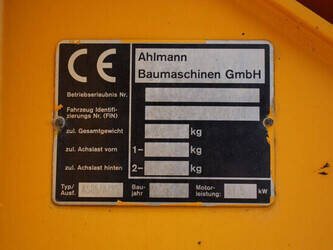 CE
Ahlmann
Baumaschinen GmbH
Betriebserlaubnis Nr.
Fahrzeug Identifi-
zierungs Nr. (FIN)
zul. Gesamtgewicht kg
zul. Achslast vorn 1– kg
zul. Achslast hinten 2– kg
Typ/
Ausf.
Bau-
jahr
Motor-
leistung: kW